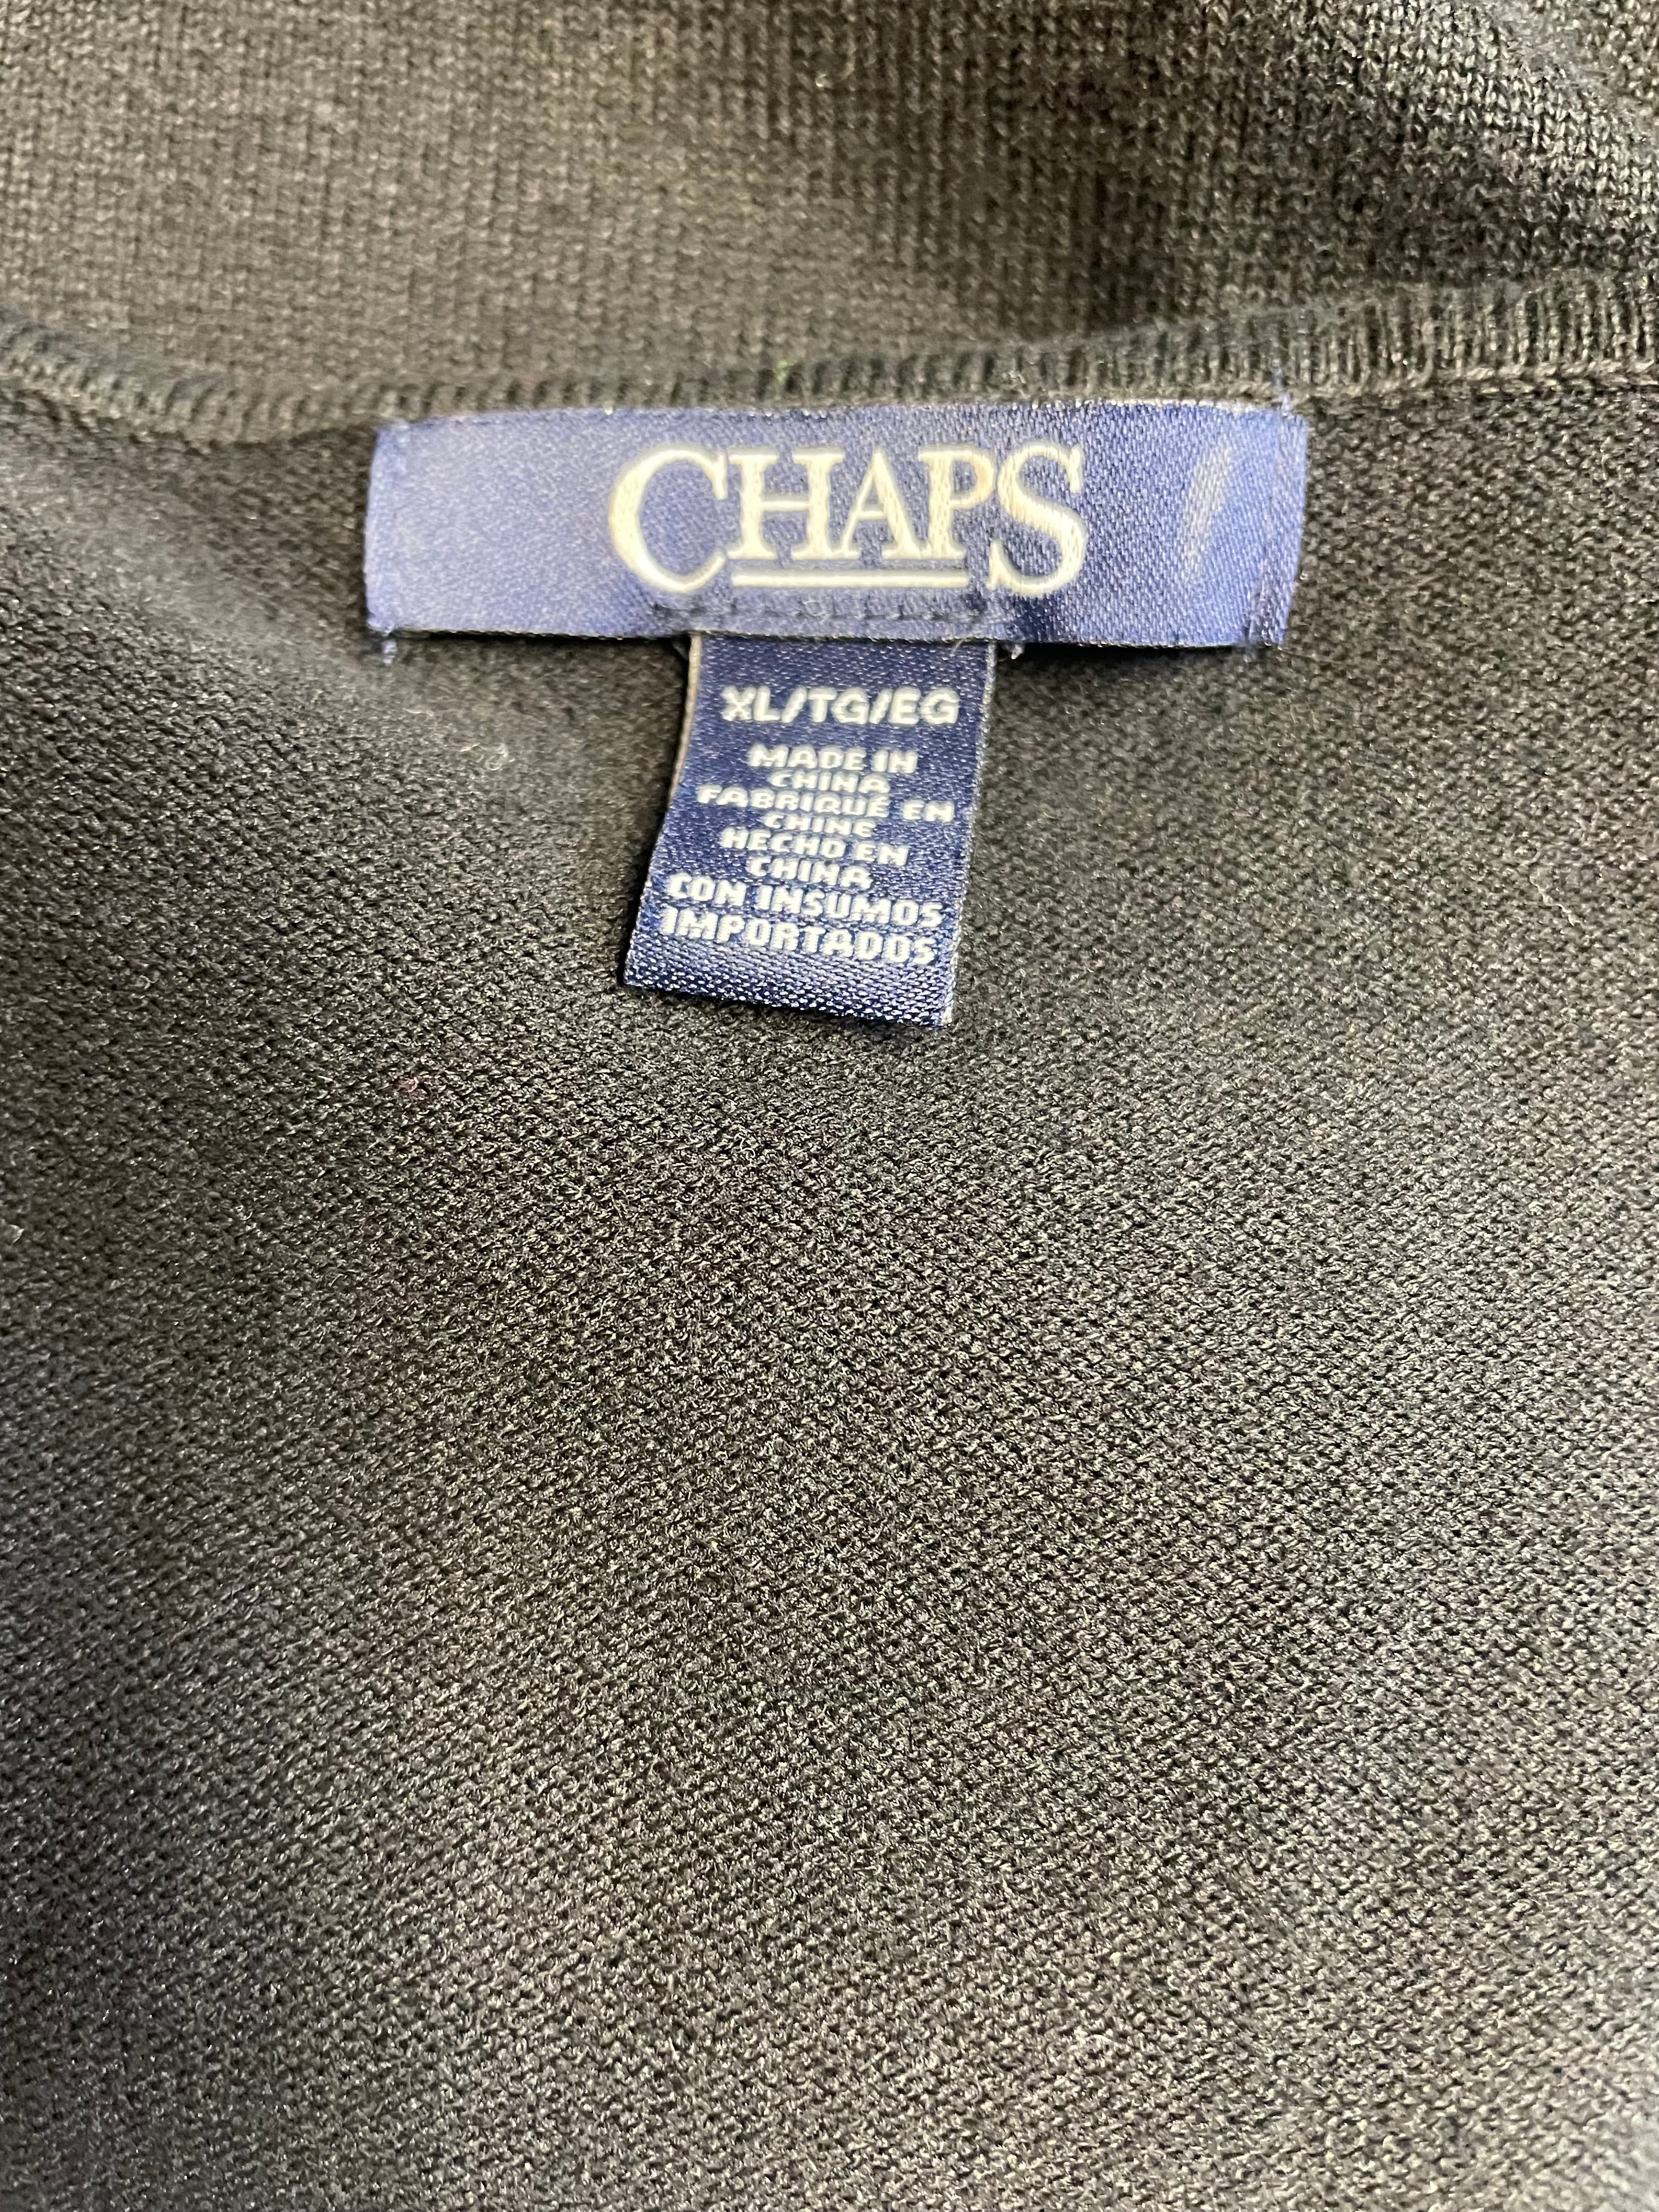 CHAPS
XL/TG/EG
MADE IN
CHINA
FABRIQUÉ EN
CHINE
HECHO EN
CHINA
CON INSUMOS
IMPORTADOS